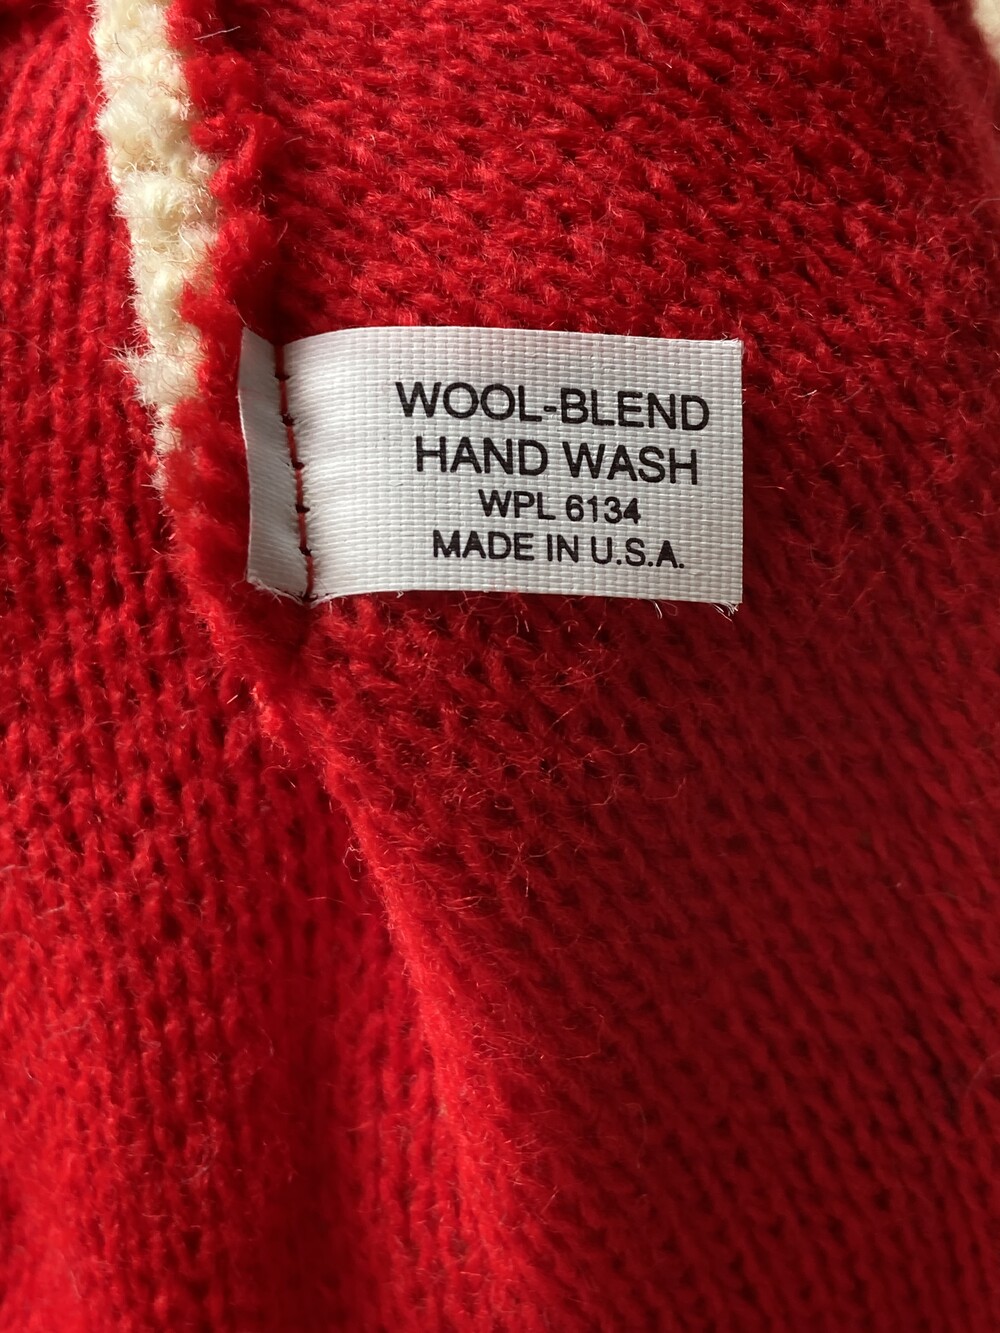 WOOL-BLEND
HAND WASH
WPL 6134
MADE IN U.S.A.